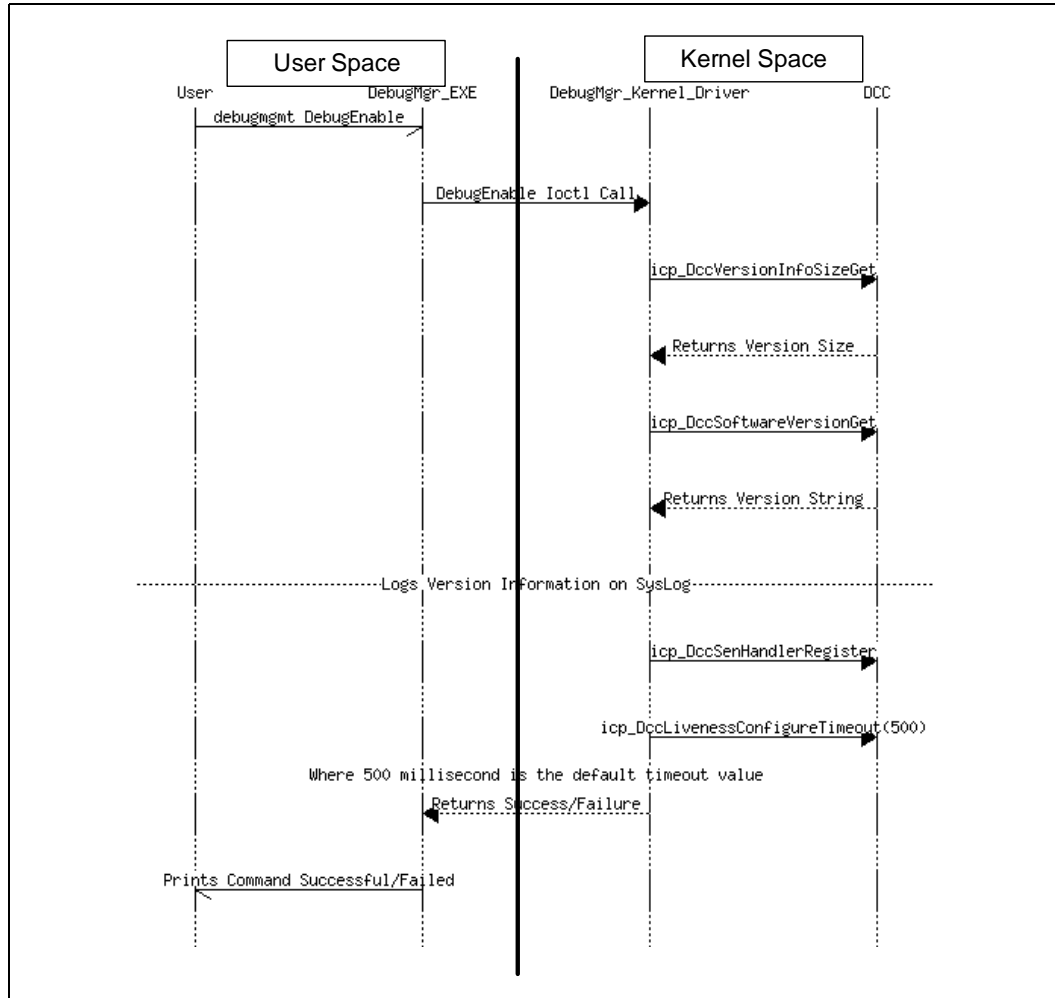 User Space
Kernel Space
User
DebugMgr_EXE
DebugMgr_Kernel_Driver
DCC
debugmgmt DebugEnable
DebugEnable Ioctl Call
icp_DccVersionInfoSizeGet
Returns Version Size
icp_DccSoftwareVersionGet
Returns Version String
Logs Version Information on SysLog
icp_DccSenHandlerRegister
icp_DccLivenessConfigureTimeout(500)
Where 500 millisecond is the default timeout value
Returns Success/Failure
Prints Command Successful/Failed